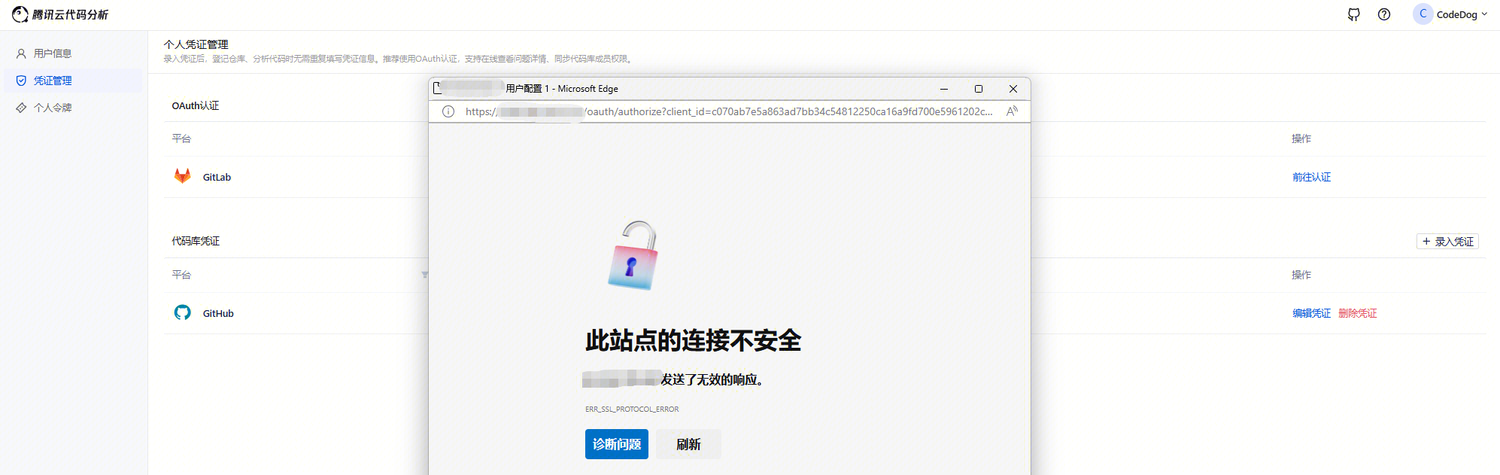 腾讯云代码分析
C CodeDog
用户信息
凭证管理
个人令牌
个人凭证管理
录入凭证后，登记仓库、分析代码时无需重复填写凭证信息。推荐使用OAuth认证，支持在线查看问题详情，同步代码库成员权限。
OAuth认证
平台
操作
GitLab
前往认证
代码库凭证
+ 录入凭证
平台
操作
GitHub
编辑凭证 删除凭证
用户配置 1 - Microsoft Edge
https:/ /oauth/authorize?client_id=c070ab7e5a863ad7bb34c54812250ca16a9fd700e5961202c...
此站点的连接不安全
发送了无效的响应。
ERR_SSL_PROTOCOL_ERROR
诊断问题 刷新